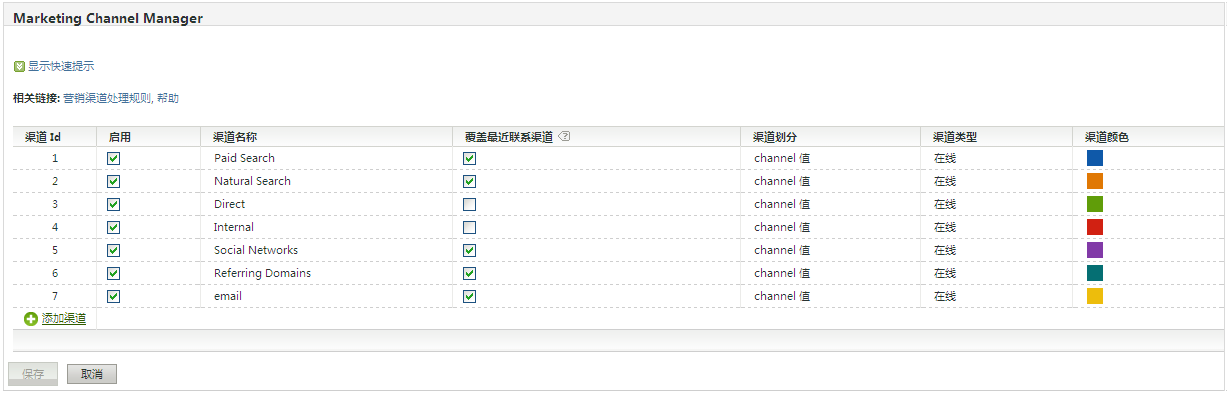 Marketing Channel Manager
显示快速提示
相关链接: 营销渠道处理规则, 帮助
渠道 Id 启用 渠道名称 覆盖最近联系渠道 渠道划分 渠道类型 渠道颜色
1 Paid Search channel 值 在线
2 Natural Search channel 值 在线
3 Direct channel 值 在线
4 Internal channel 值 在线
5 Social Networks channel 值 在线
6 Referring Domains channel 值 在线
7 email channel 值 在线
添加渠道
保存 取消